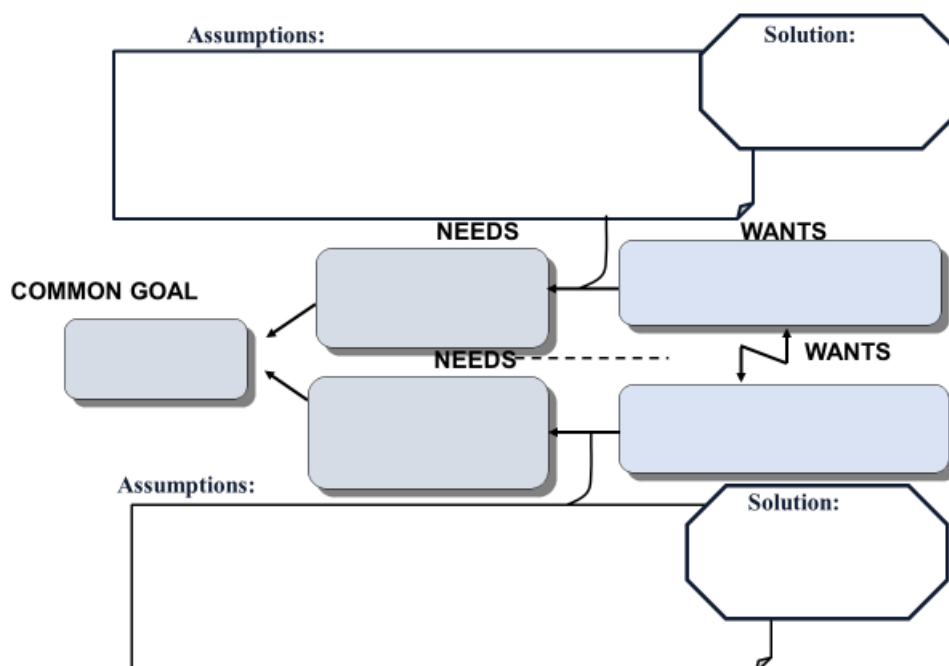 Assumptions:
Solution:
NEEDS
WANTS
COMMON GOAL
NEEDS
WANTS
Assumptions:
Solution: